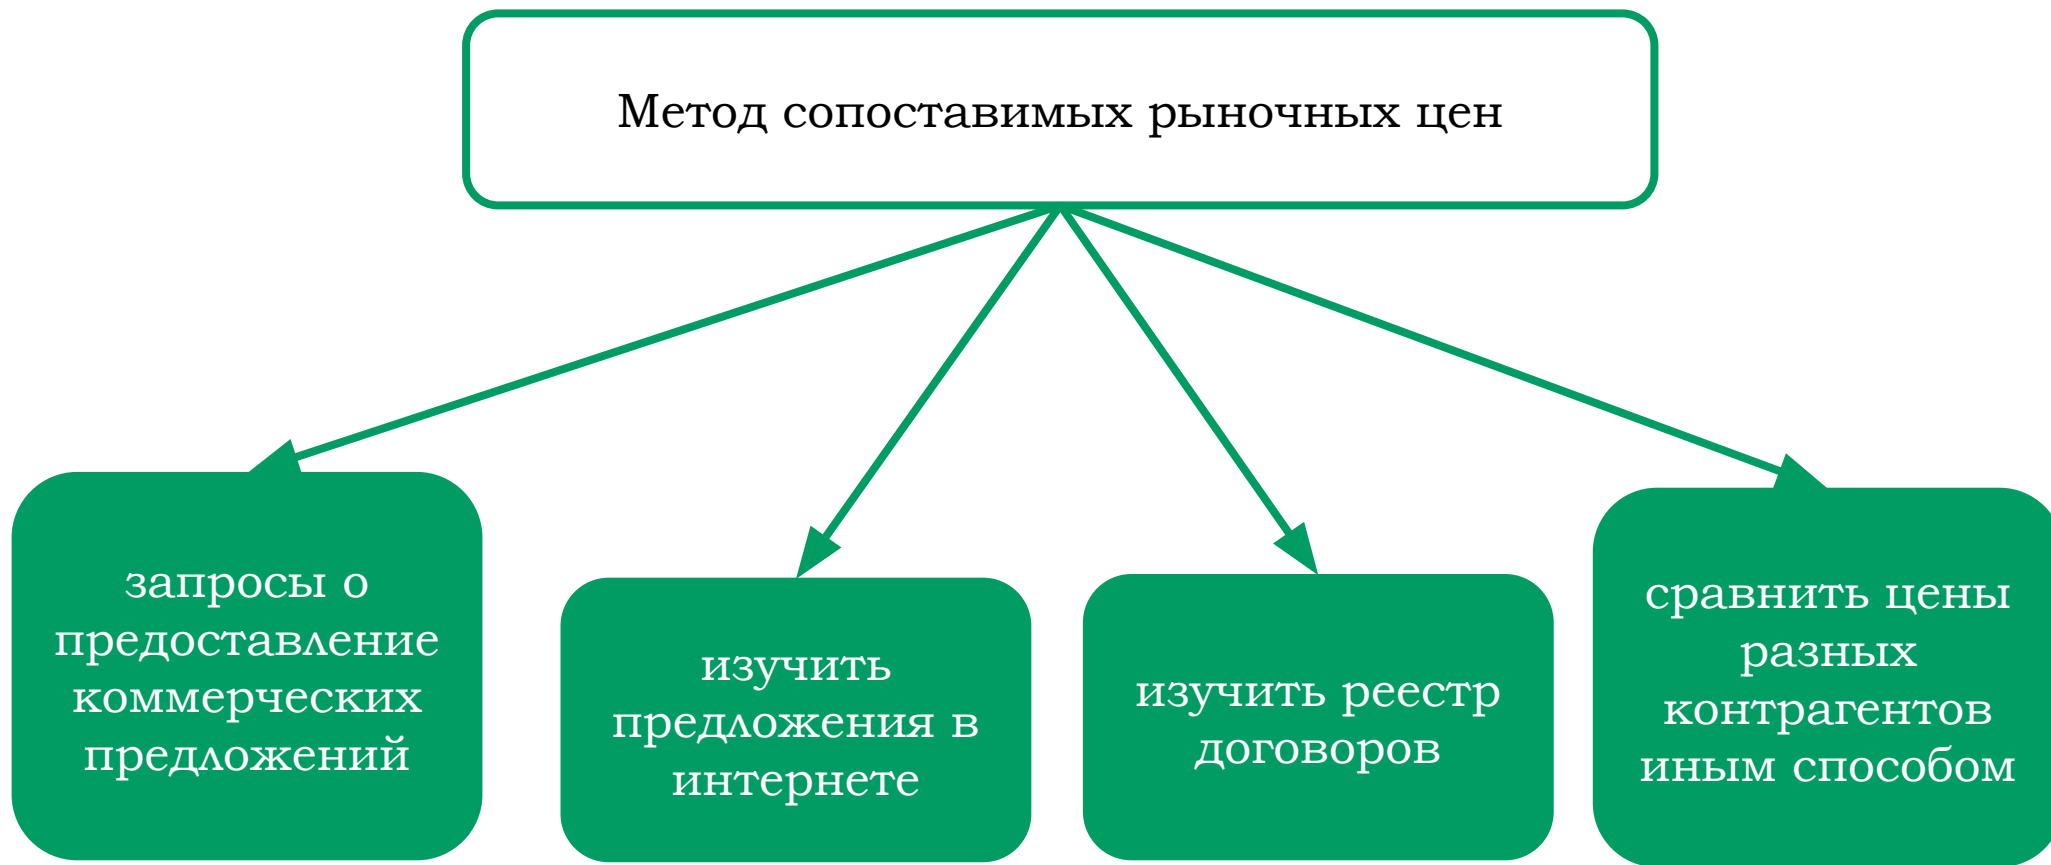 Метод сопоставимых рыночных цен
запросы о
предоставление
коммерческих
предложений
изучить
предложения в
интернете
изучить реестр
договоров
сравнить цены
разных
контрагентов
иным способом